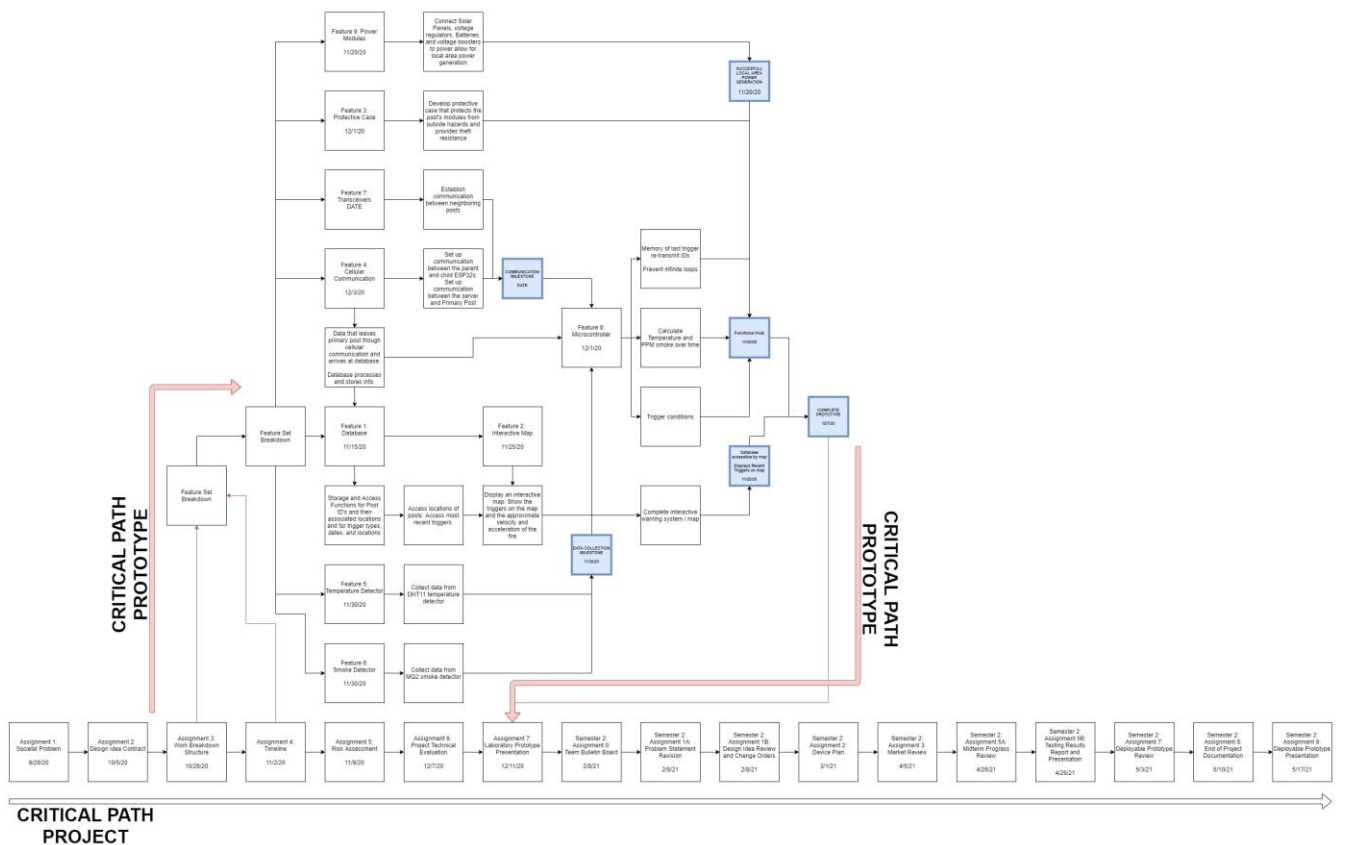 Feature 9: Power
Modules
11/20/20
Connect Solar
Panels, voltage
regulators, Batteries,
and voltage boosters
to power allow for
local area power
generation
SUCCESFULL
LOCAL AREA
POWER
GENERATION
11/20/20
Feature 3:
Protective Case
12/1/20
Develop protective
case that protects the
post's modules from
outside hazards and
provides theft
resistance
Feature 7:
Transceivers
DATE
Establish
communication
between neighboring
posts
Feature 4:
Cellular
Communication
12/3/20
Set up
communication
between the parent
and child ESP32s.
Set up
communication
between the server
and Primary Post
COMMUNICATION
MILESTONE
DATE
Memory of last trigger
re-transmit IDs
Prevent infinite loops
Data that leaves
primary post though
cellular communication
and arrives at database.
Database processes
and stores info.
Feature 8:
Microcontroller
12/1/20
Calculate
Temperature and
PPM smoke over time
Functional Post
Trigger conditions
COMPLETE
PROTOTYPE
12/7/20
CRITICAL PATH
PROTOTYPE
Feature Set
Breakdown
Feature Set
Breakdown
Feature 1:
Database
11/15/20
Feature 2:
Interactive Map
11/25/20
Storage and Access
Functions for Post
ID's and their
associated locations
and for trigger types,
dates, and locations
Access locations of
posts. Access most
recent triggers.
Display an interactive
map. Show the
triggers on the map
and the approximate
velocity and
acceleration of the
fire
Complete interactive
warning system / map
Database
accessible by map
Displays Recent
Triggers on map
DATA COLLECTION
MILESTONE
CRITICAL PATH
PROTOTYPE
Feature 5:
Temperature Detector
11/30/20
Collect data from
DHT11 temperature
detector
Feature 6:
Smoke Detector
11/30/20
Collect data from
MQ2 smoke detector
Assignment 1:
Societal Problem
9/28/20
Assignment 2:
Design Idea Contract
10/5/20
Assignment 3:
Work Breakdown
Structure
10/26/20
Assignment 4:
Timeline
11/2/20
Assignment 5:
Risk Assessment
11/9/20
Assignment 6:
Project Technical
Evaluation
12/7/20
Assignment 7:
Laboratory Prototype
Presentation
12/11/20
Semester 2:
Assignment 0:
Team Bulletin Board
2/8/21
Semester 2:
Assignment 1A:
Problem Statement
Revision
2/8/21
Semester 2:
Assignment 1B:
Design Idea Review
and Change Orders
2/8/21
Semester 2:
Assignment 2:
Device Plan
3/1/21
Semester 2:
Assignment 3:
Market Review
4/5/21
Semester 2:
Assignment 5A:
Midterm Progress
Review
4/26/21
Semester 2:
Assignment 5B:
Testing Results
Report and
Presentation
4/26/21
Semester 2:
Assignment 7:
Deployable Prototype
Review
5/3/21
Semester 2:
Assignment 8:
End of Project
Documentation
5/10/21
Semester 2:
Assignment 9:
Deployable Prototype
Presentation
5/17/21
CRITICAL PATH
PROJECT